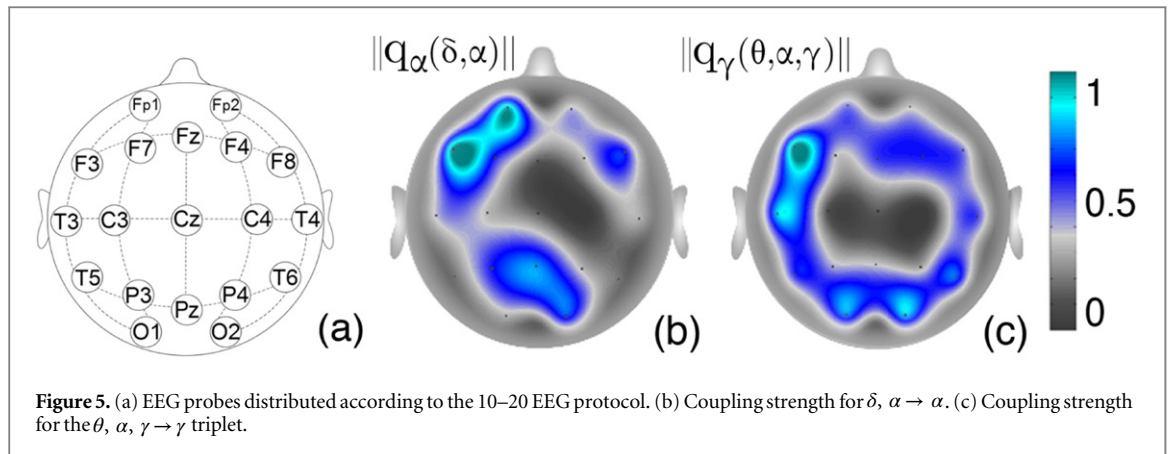 ||q_α(δ,α)||
||q_γ(θ,α,γ)||
Fp1 Fp2
F3 F7 Fz F4 F8
T3 C3 Cz C4 T4
T5 P3 Pz P4 T6
O1 O2
(a)
(b)
(c)
1
0.5
0
Figure 5. (a) EEG probes distributed according to the 10–20 EEG protocol. (b) Coupling strength for δ, α → α. (c) Coupling strength
for the θ, α, γ → γ triplet.